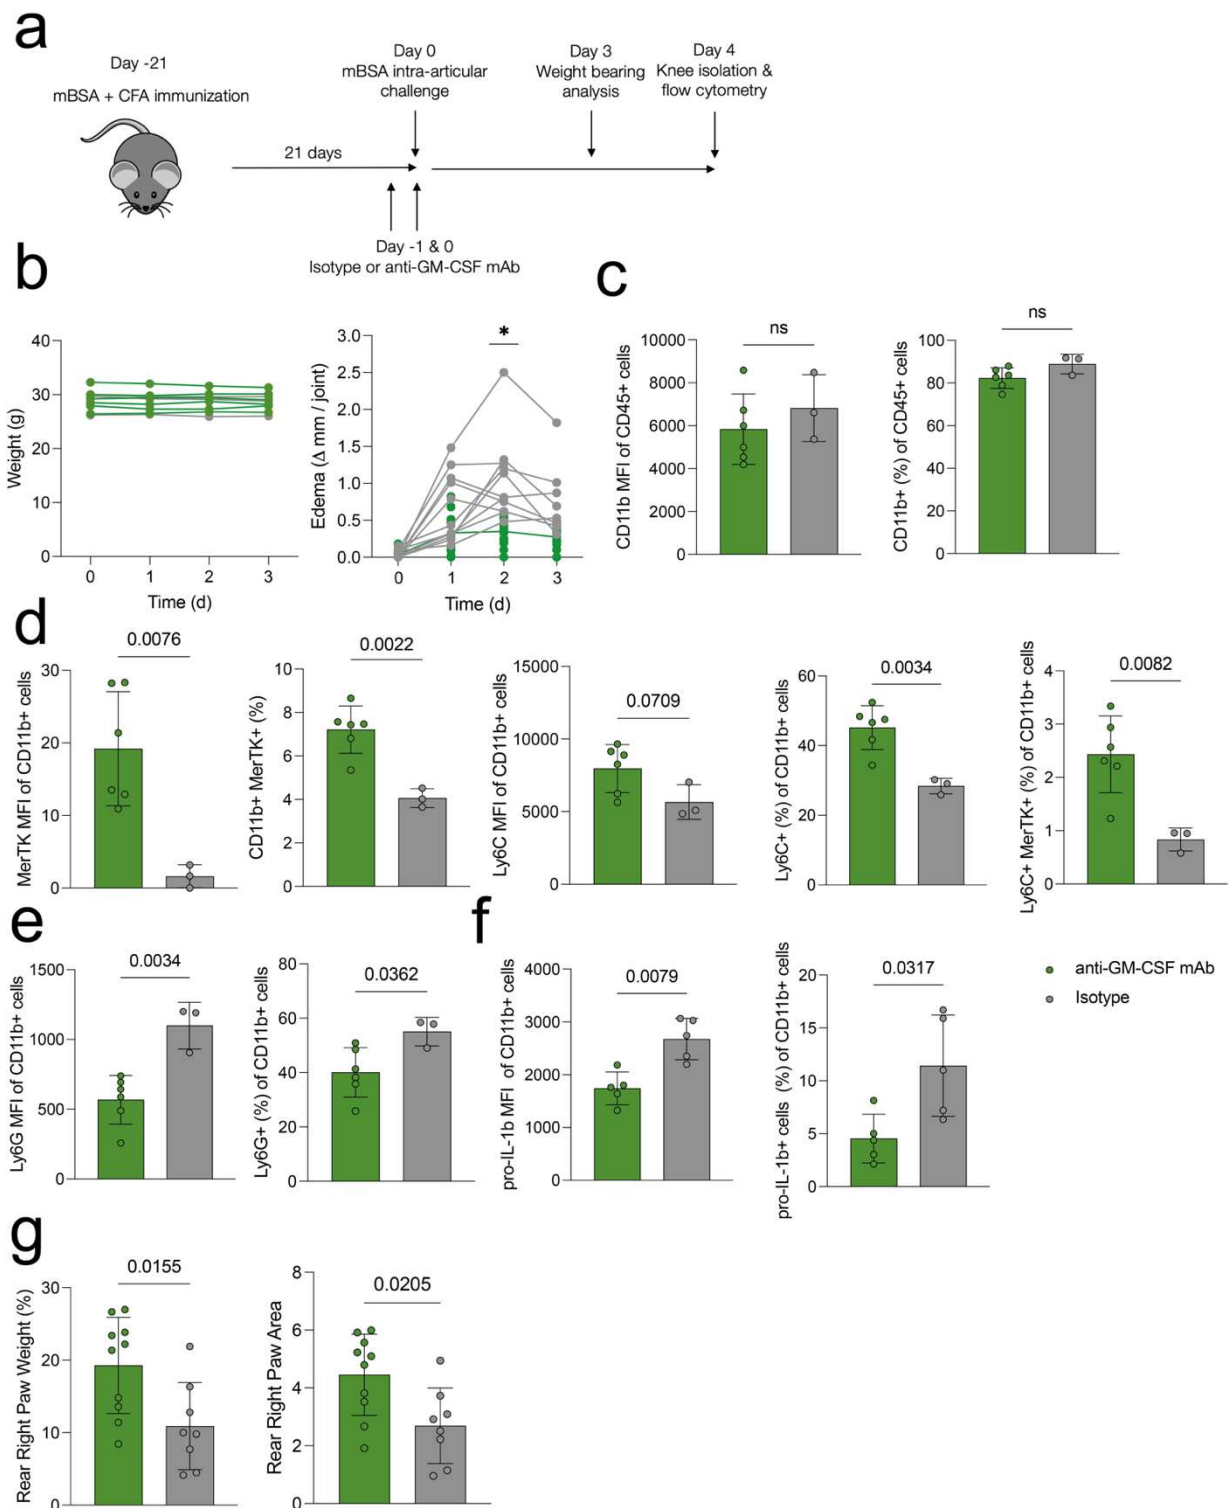 a
Day -21
mBSA + CFA immunization
21 days
Day 0
mBSA intra-articular
challenge
Day 3
Weight bearing
analysis
Day 4
Knee isolation &
flow cytometry
Day -1 & 0
Isotype or anti-GM-CSF mAb
b
Weight (g)
40
30
20
10
0
0 1 2 3
Time (d)
Edema (Δ mm / joint)
3.0
2.5
2.0
1.5
1.0
0.5
0.0
*
0 1 2 3
Time (d)
c
CD11b MFI of CD45+ cells
10000
8000
6000
4000
2000
0
ns
CD11b+ (%) of CD45+ cells
100
80
60
40
20
0
ns
d
MerTK MFI of CD11b+ cells
30
20
10
0
0.0076
CD11b+ MerTK+ (%)
10
8
6
4
2
0
0.0022
Ly6C MFI of CD11b+ cells
15000
10000
5000
0
0.0709
Ly6C+ (%) of CD11b+ cells
60
40
20
0
0.0034
Ly6C+ MerTK+ (%) of CD11b+ cells
4
3
2
1
0
0.0082
e
Ly6G MFI of CD11b+ cells
1500
1000
500
0
0.0034
Ly6G+ (%) of CD11b+ cells
80
60
40
20
0
0.0362
f
pro-IL-1b MFI of CD11b+ cells
4000
3000
2000
1000
0
0.0079
pro-IL-1b+ cells (%) of CD11b+ cells
20
15
10
5
0
0.0317
anti-GM-CSF mAb
Isotype
g
Rear Right Paw Weight (%)
30
20
10
0
0.0155
Rear Right Paw Area
8
6
4
2
0
0.0205